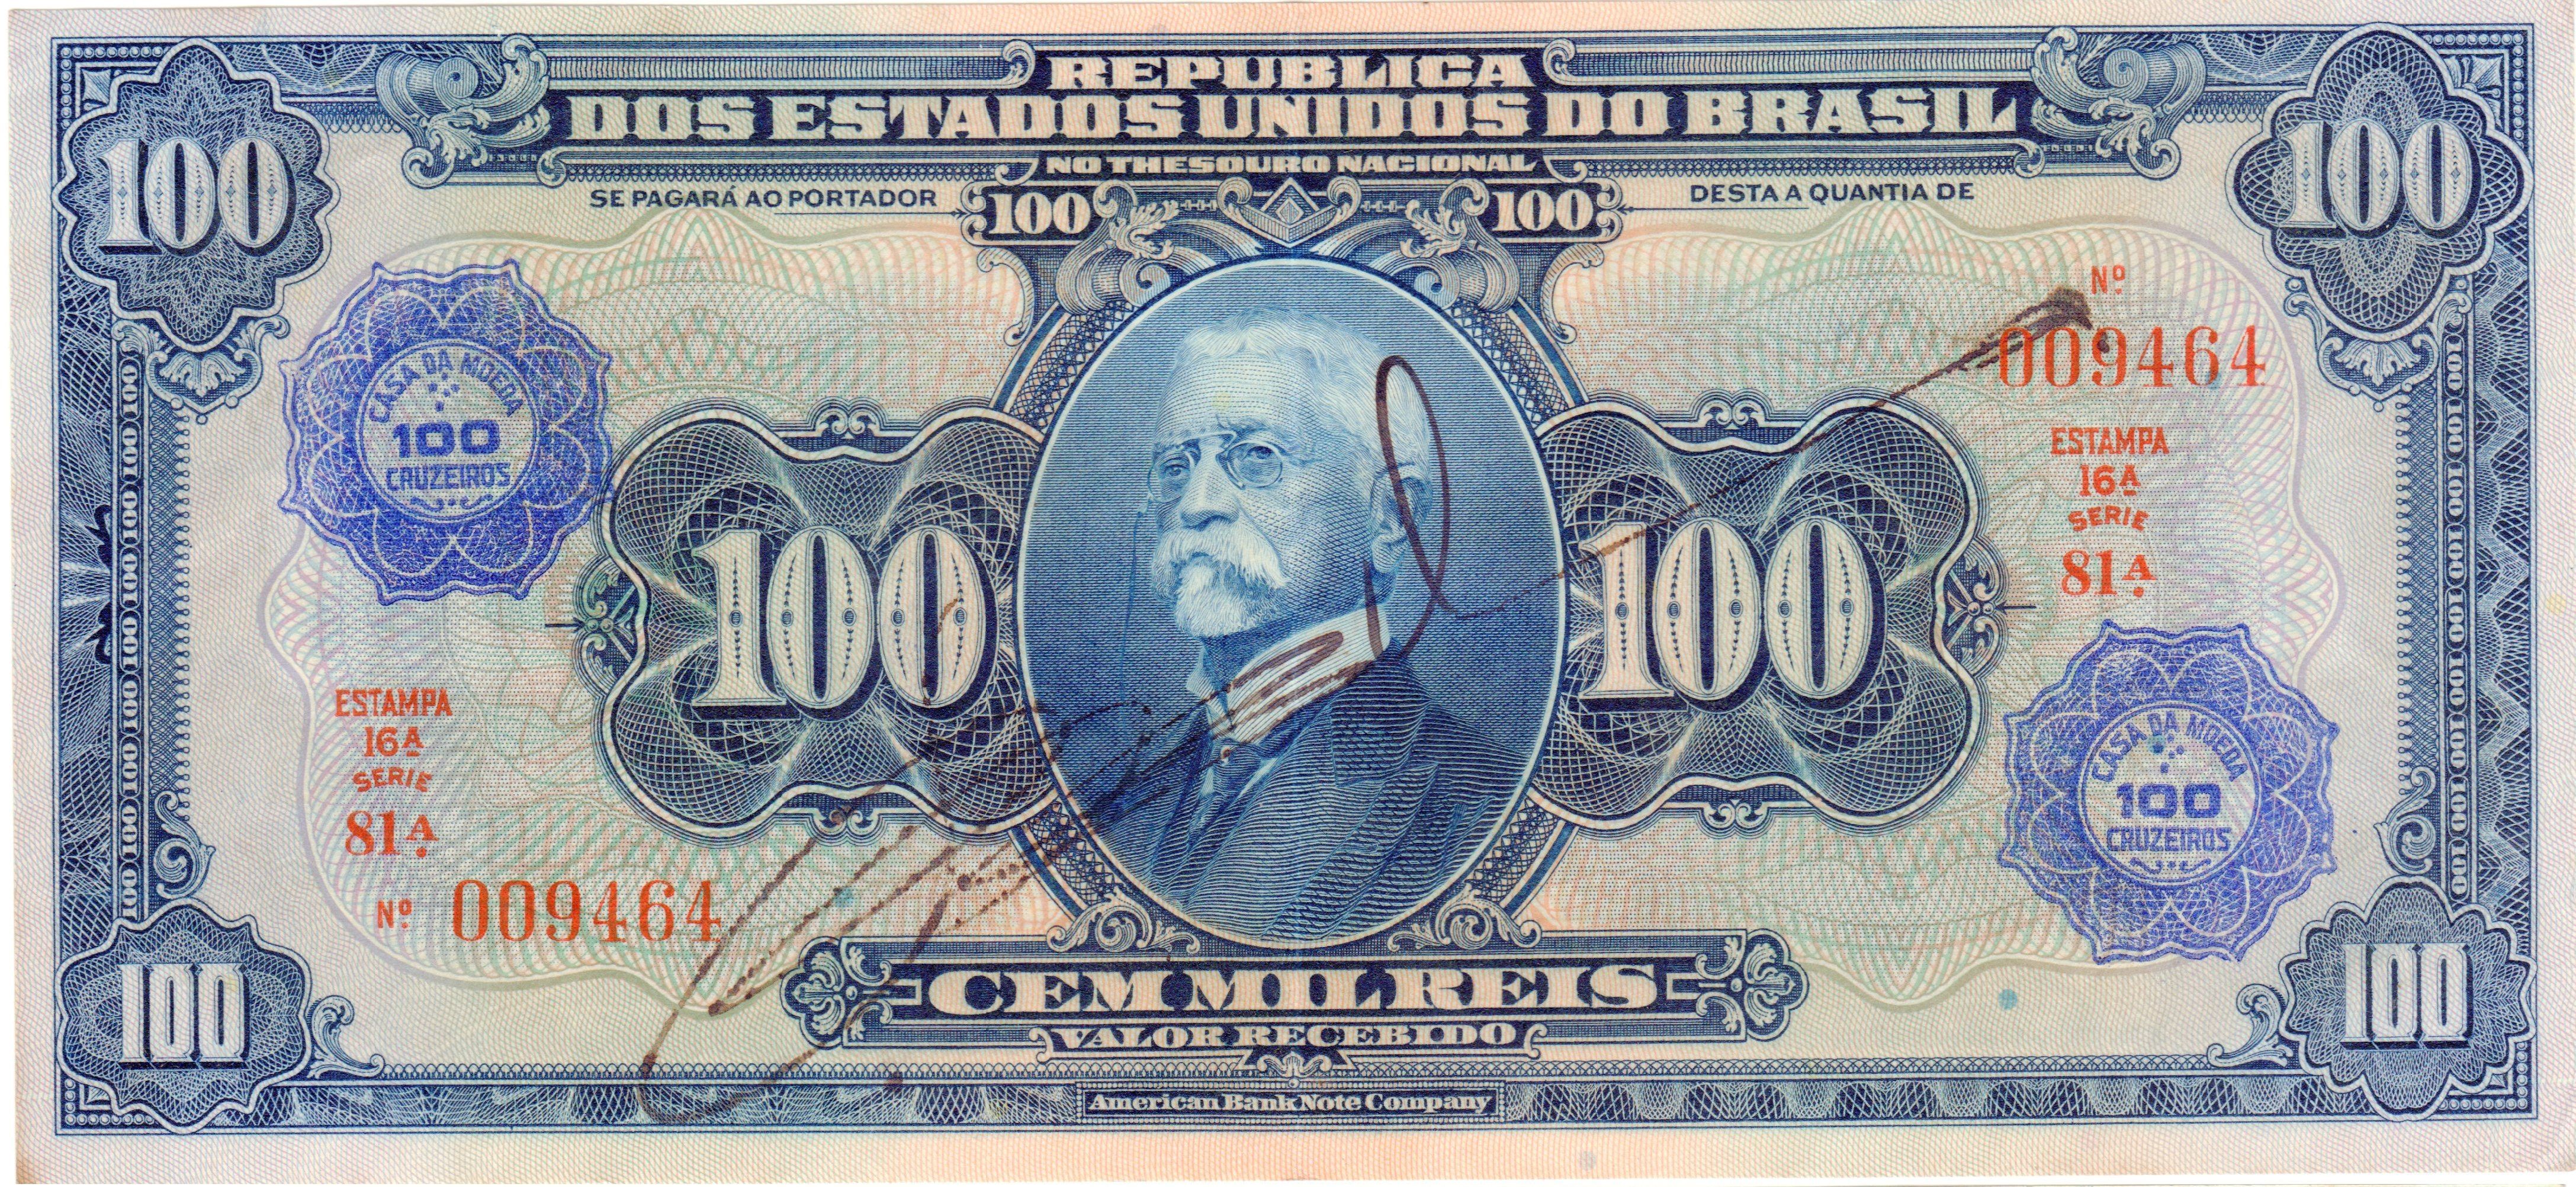 REPUBLICA
DOS ESTADOS UNIDOS DO BRASIL
NO THESOURO NACIONAL
SE PAGARÁ AO PORTADOR
DESTA A QUANTIA DE
100
100
100
100
CASA DA MOEDA
100
CRUZEIROS
Nº
009464
ESTAMPA
16A
SERIE
81A
100
100
ESTAMPA
16A
SERIE
81A
Nº 009464
CASA DA MOEDA
100
CRUZEIROS
100
CEM MIL REIS
100
VALOR RECEBIDO
American Bank Note Company